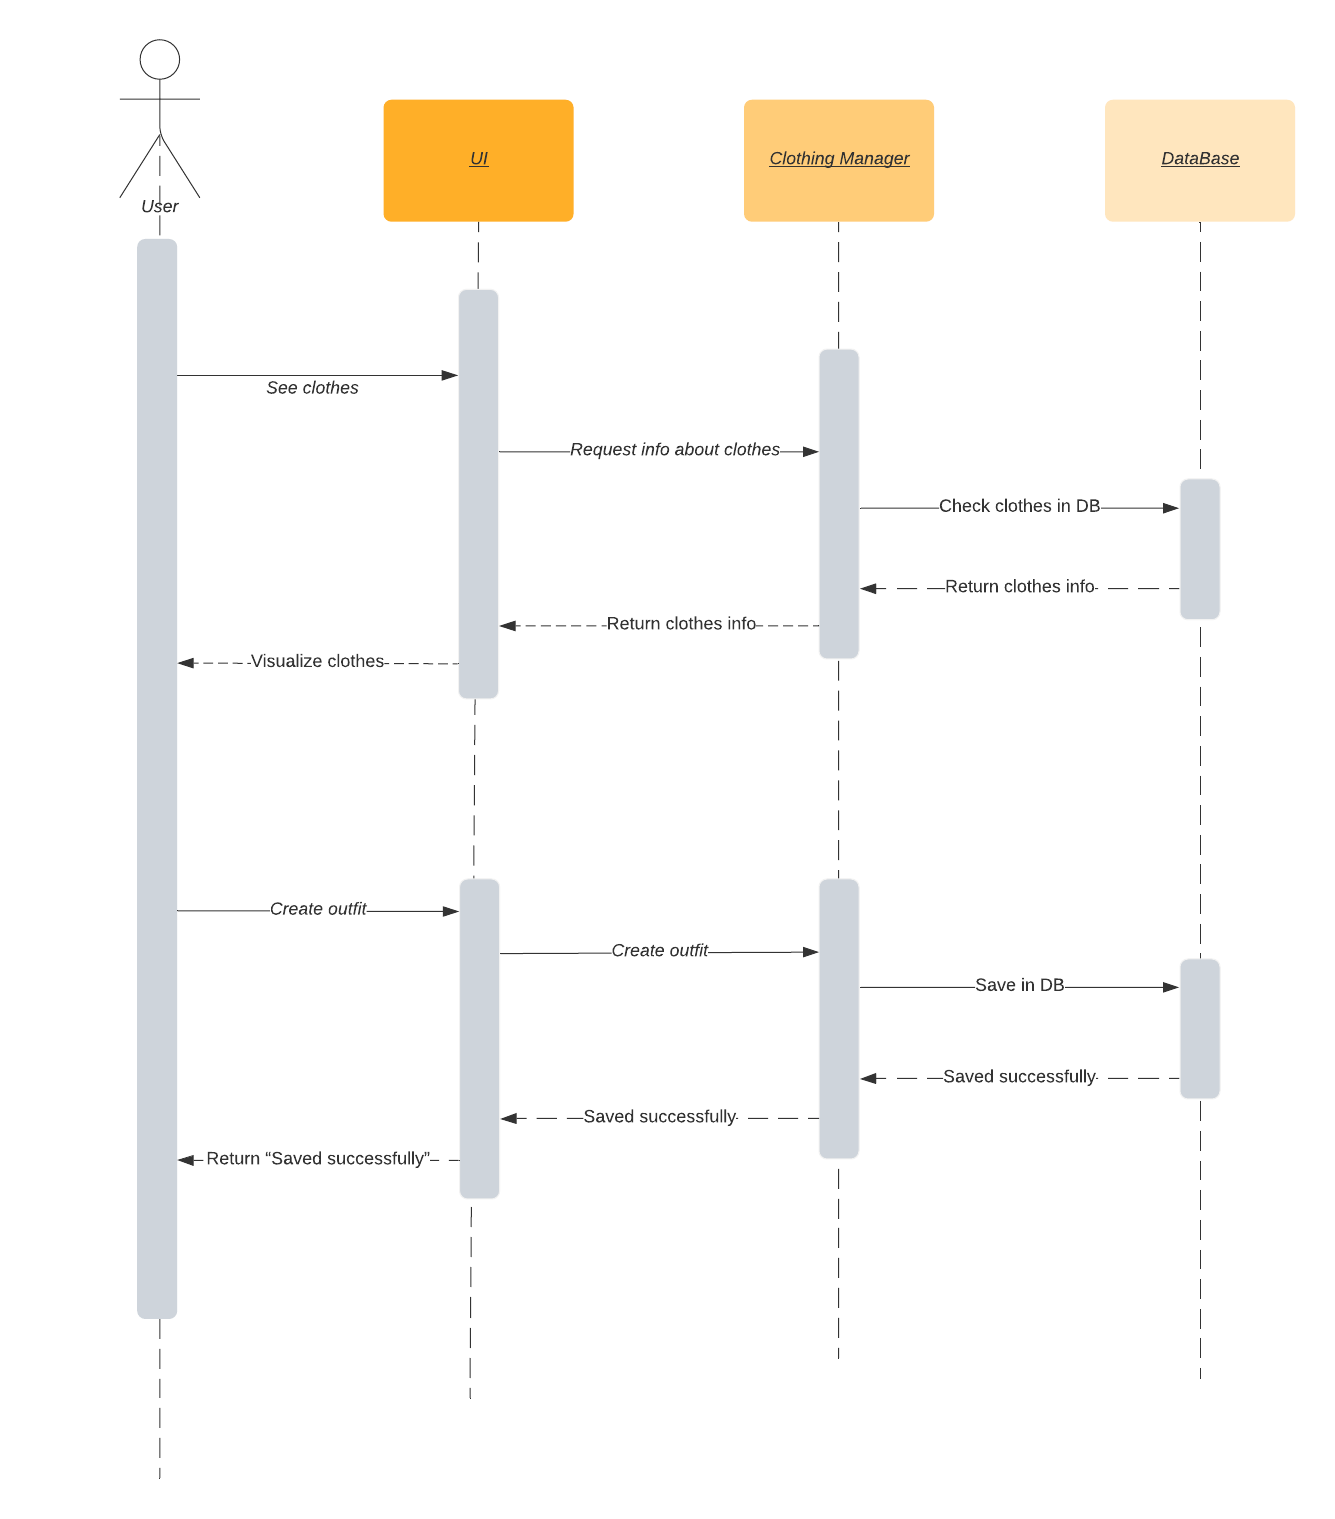 User
UI
Clothing Manager
DataBase
See clothes
Request info about clothes
Check clothes in DB
Return clothes info
Return clothes info
Visualize clothes
Create outfit
Create outfit
Save in DB
Saved successfully
Saved successfully
Return “Saved successfully”